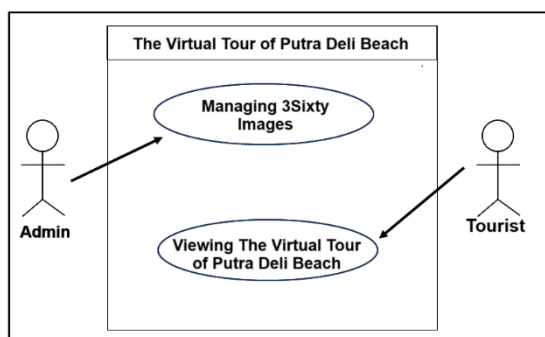 The Virtual Tour of Putra Deli Beach
Managing 3Sixty
Images
Admin
Tourist
Viewing The Virtual Tour
of Putra Deli Beach